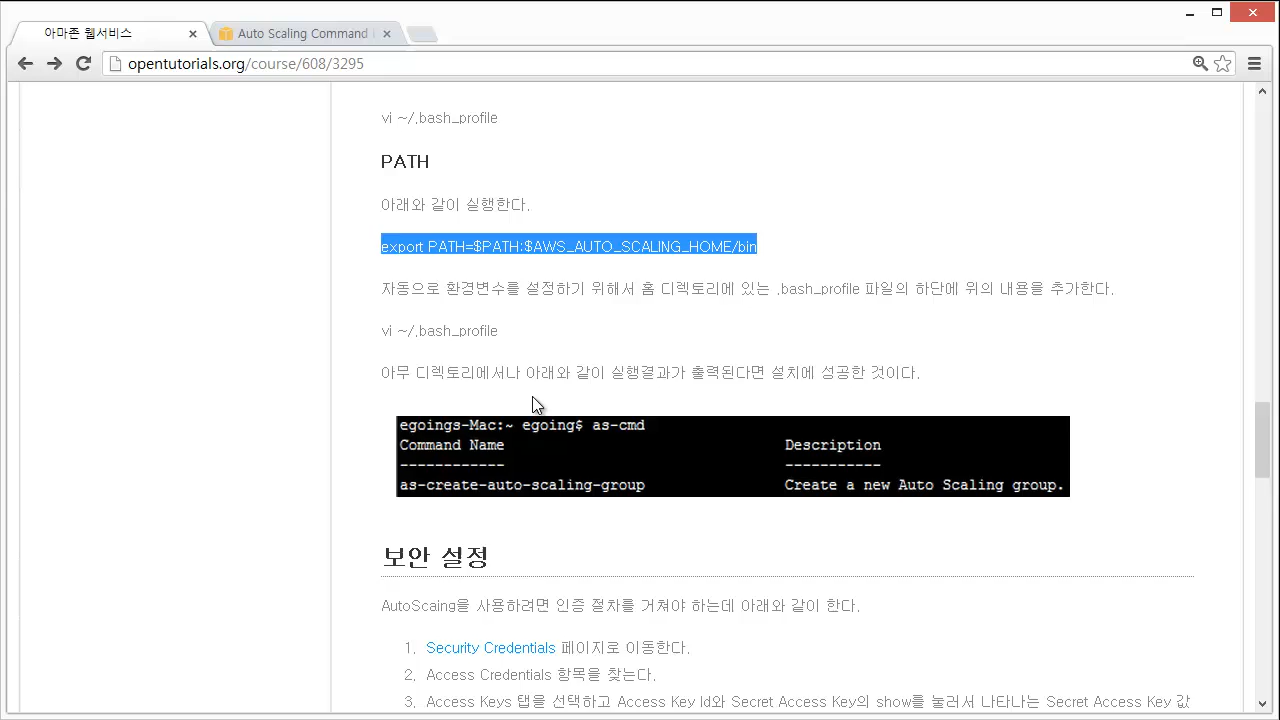 아마존 웹서비스
Auto Scaling Command
opentutorials.org/course/608/3295
vi ~/.bash_profile
PATH
아래와 같이 실행한다.
export PATH=$PATH:$AWS_AUTO_SCALING_HOME/bin
자동으로 환경변수를 설정하기 위해서 홈 디렉토리에 있는 .bash_profile 파일의 하단에 위의 내용을 추가한다.
vi ~/.bash_profile
아무 디렉토리에서나 아래와 같이 실행결과가 출력된다면 설치에 성공한 것이다.
egoings-Mac:~ egoing$ as-cmd
Command Name Description
------------ -----------
as-create-auto-scaling-group Create a new Auto Scaling group.
보안 설정
AutoScaing을 사용하려면 인증 절차를 거쳐야 하는데 아래와 같이 한다.
1. Security Credentials 페이지로 이동한다.
2. Access Credentials 항목을 찾는다.
3. Access Keys 탭을 선택하고 Access Key Id와 Secret Access Key의 show를 눌러서 나타나는 Secret Access Key 값